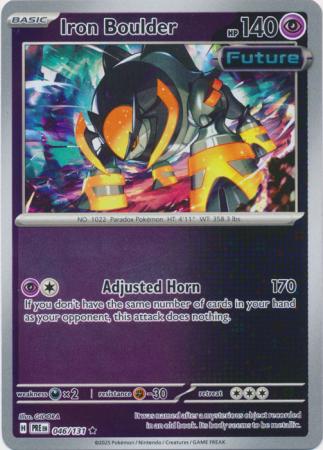 BASIC
Iron Boulder
HP 140
Future
NO. 1022 Paradox Pokémon HT: 4'11" WT: 358.3 lbs
Adjusted Horn 170
If you don't have the same number of cards in your hand
as your opponent, this attack does nothing.
weakness ×2 resistance -30 retreat
Illus. GIDORA
H PRE EN 046/131 ★
It was named after a mysterious object recorded
in an old book. Its body seems to be metallic.
©2025 Pokémon / Nintendo / Creatures / GAME FREAK